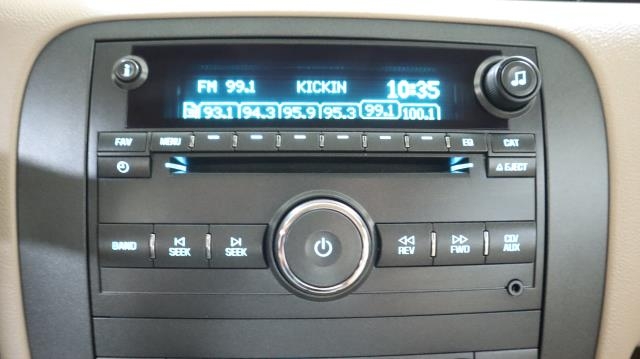 FM 99.1 KICKIN 10:35
93.1 94.3 95.9 95.3 99.1 100.1
FAV MENU EQ CAT
EJECT
BAND SEEK SEEK REV FWD CD/
AUX